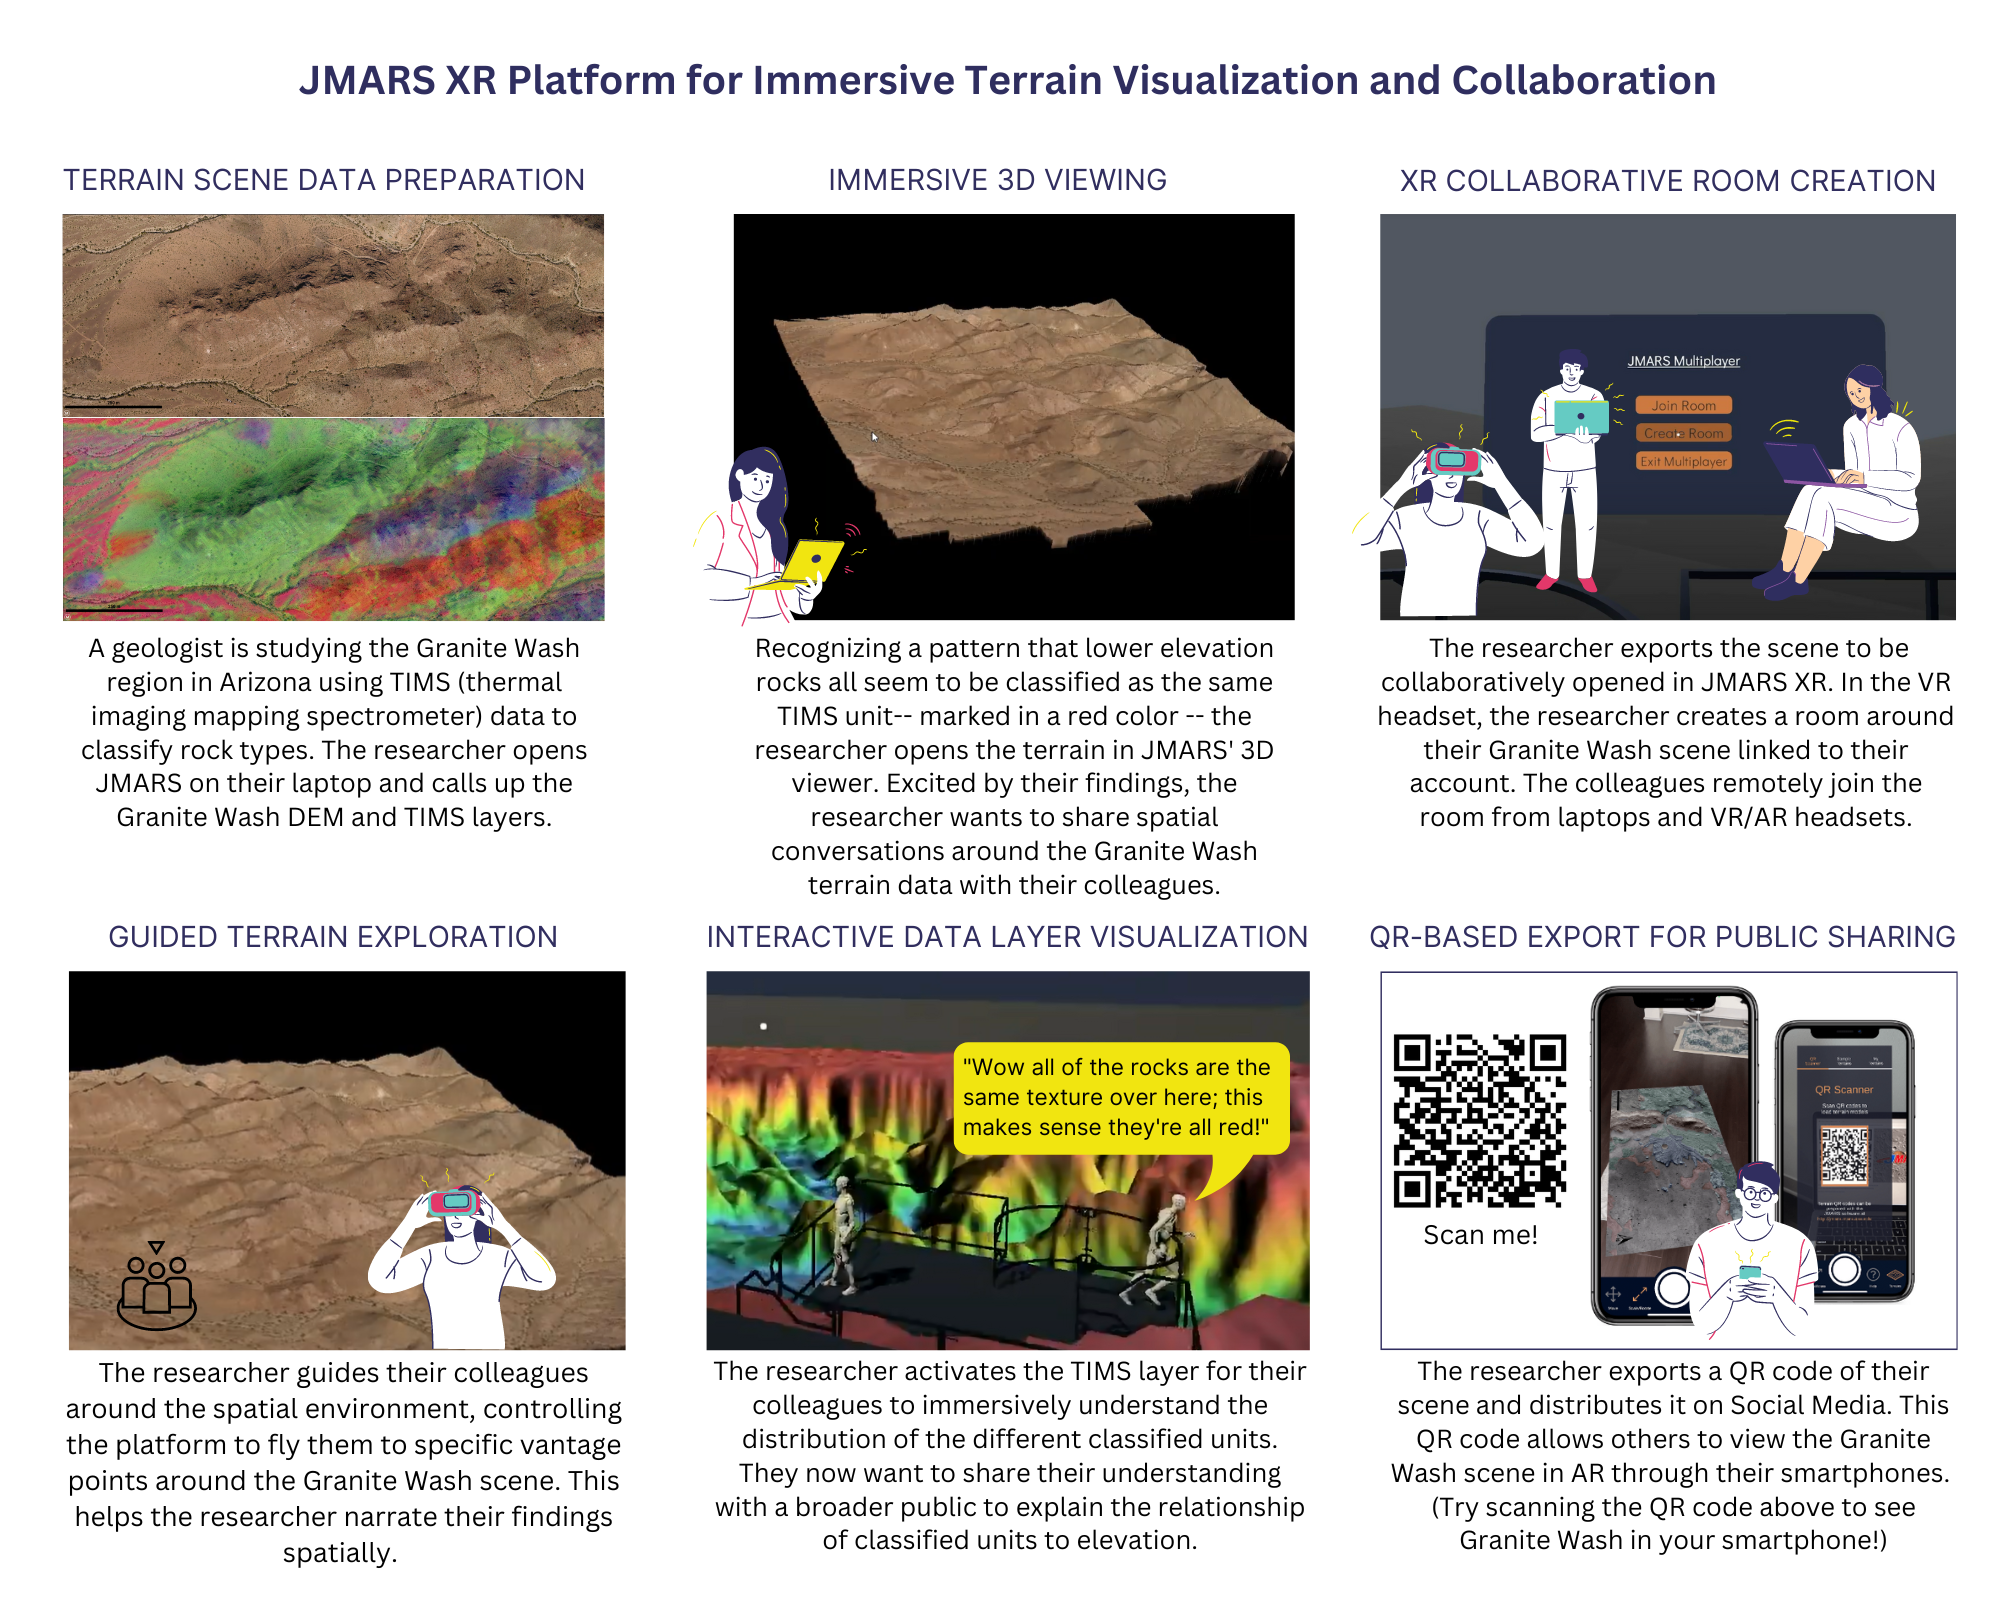 JMARS XR Platform for Immersive Terrain Visualization and Collaboration
TERRAIN SCENE DATA PREPARATION
A geologist is studying the Granite Wash
region in Arizona using TIMS (thermal
imaging mapping spectrometer) data to
classify rock types. The researcher opens
JMARS on their laptop and calls up the
Granite Wash DEM and TIMS layers.
IMMERSIVE 3D VIEWING
Recognizing a pattern that lower elevation
rocks all seem to be classified as the same
TIMS unit-- marked in a red color -- the
researcher opens the terrain in JMARS' 3D
viewer. Excited by their findings, the
researcher wants to share spatial
conversations around the Granite Wash
terrain data with their colleagues.
XR COLLABORATIVE ROOM CREATION
JMARS Multiplayer
Join Room
Create Room
Exit Multiplayer
The researcher exports the scene to be
collaboratively opened in JMARS XR. In the VR
headset, the researcher creates a room around
their Granite Wash scene linked to their
account. The colleagues remotely join the
room from laptops and VR/AR headsets.
GUIDED TERRAIN EXPLORATION
The researcher guides their colleagues
around the spatial environment, controlling
the platform to fly them to specific vantage
points around the Granite Wash scene. This
helps the researcher narrate their findings
spatially.
INTERACTIVE DATA LAYER VISUALIZATION
"Wow all of the rocks are the
same texture over here; this
makes sense they're all red!"
The researcher activates the TIMS layer for their
colleagues to immersively understand the
distribution of the different classified units.
They now want to share their understanding
with a broader public to explain the relationship
of classified units to elevation.
QR-BASED EXPORT FOR PUBLIC SHARING
Scan me!
QR Scanner
Scan QR codes to
load terrain models
The researcher exports a QR code of their
scene and distributes it on Social Media. This
QR code allows others to view the Granite
Wash scene in AR through their smartphones.
(Try scanning the QR code above to see
Granite Wash in your smartphone!)